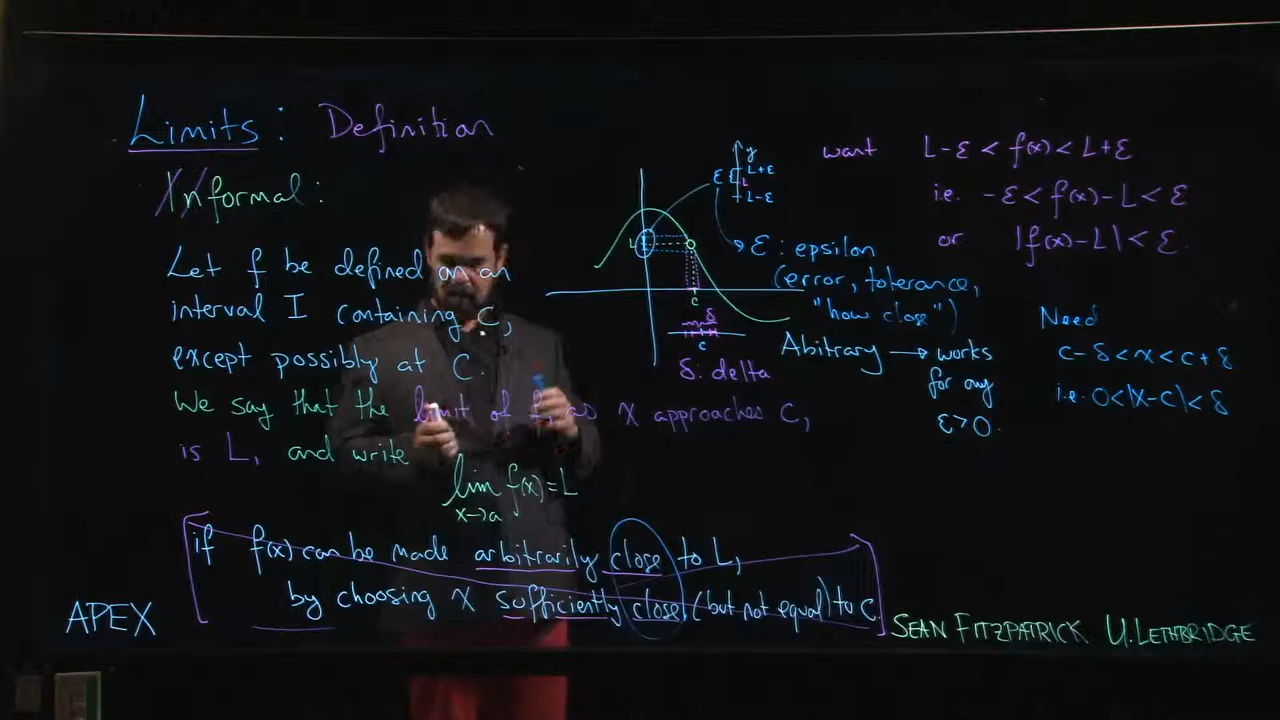 Limits: Definition
Informal:
Let f be defined on an
interval I containing C,
except possibly at C.
We say that the limit of f, as x approaches c,
is L, and write
lim f(x) = L
x→a
if f(x) can be made arbitrarily close to L,
by choosing x sufficiently close (but not equal) to c.
APEX
y
L+ε
ε L
L-ε
L
c
δ
c
δ: delta
ε: epsilon
(error, tolerance,
"how close")
Abitrary → works
for any
ε>0.
want L-ε < f(x) < L+ε
i.e. -ε < f(x)-L < ε
or |f(x)-L| < ε.
Need
c-δ<x<c+δ
i.e. 0<|x-c|<δ
SEAN FITZPATRICK U. LETHBRIDGE